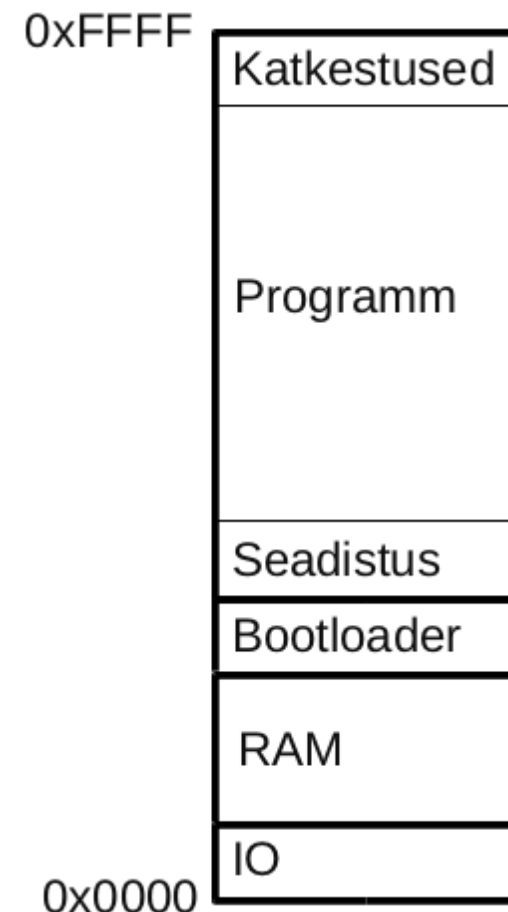 0xFFFF
Katkestused
Programm
Seadistus
Bootloader
RAM
IO
0x0000